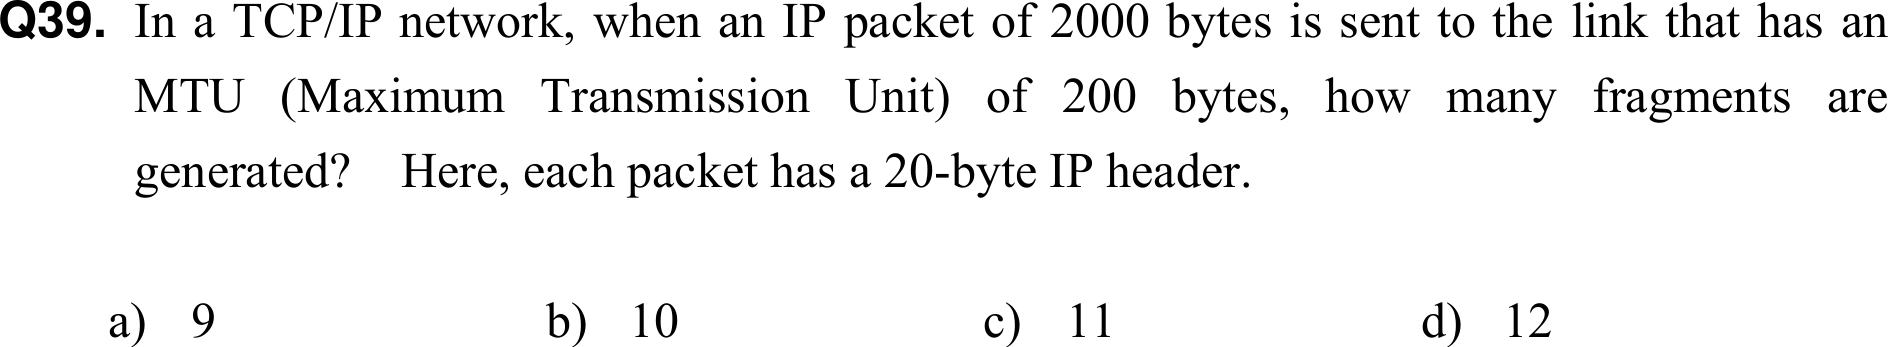 Q39. In a TCP/IP network, when an IP packet of 2000 bytes is sent to the link that has an
MTU (Maximum Transmission Unit) of 200 bytes, how many fragments are
generated? Here, each packet has a 20-byte IP header.
a) 9 b) 10 c) 11 d) 12